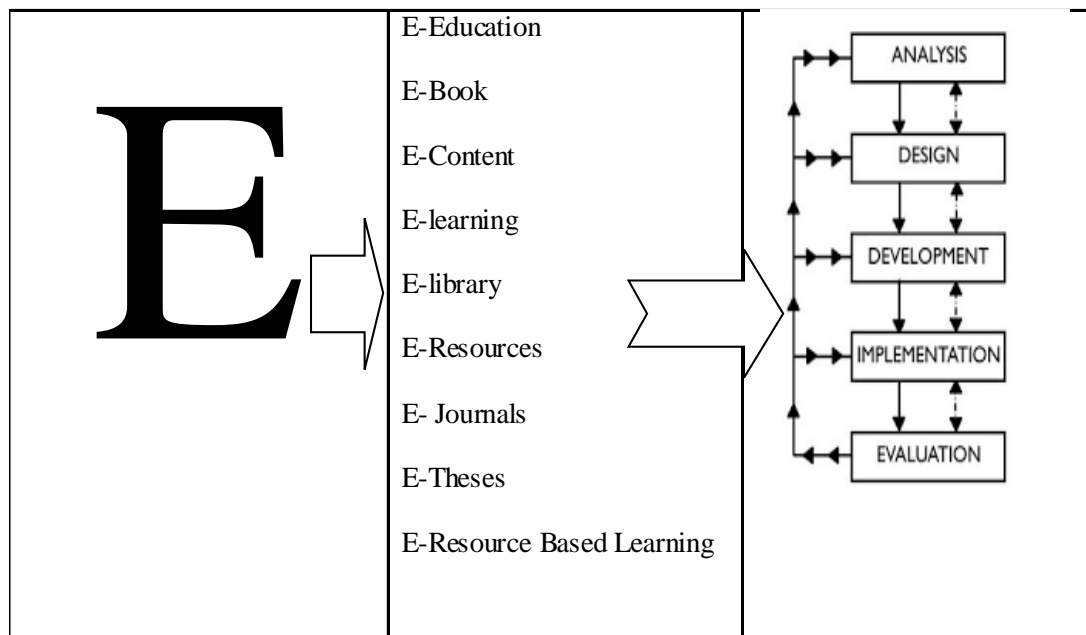 E
E-Education
E-Book
E-Content
E-learning
E-library
E-Resources
E- Journals
E-Theses
E-Resource Based Learning
ANALYSIS
DESIGN
DEVELOPMENT
IMPLEMENTATION
EVALUATION